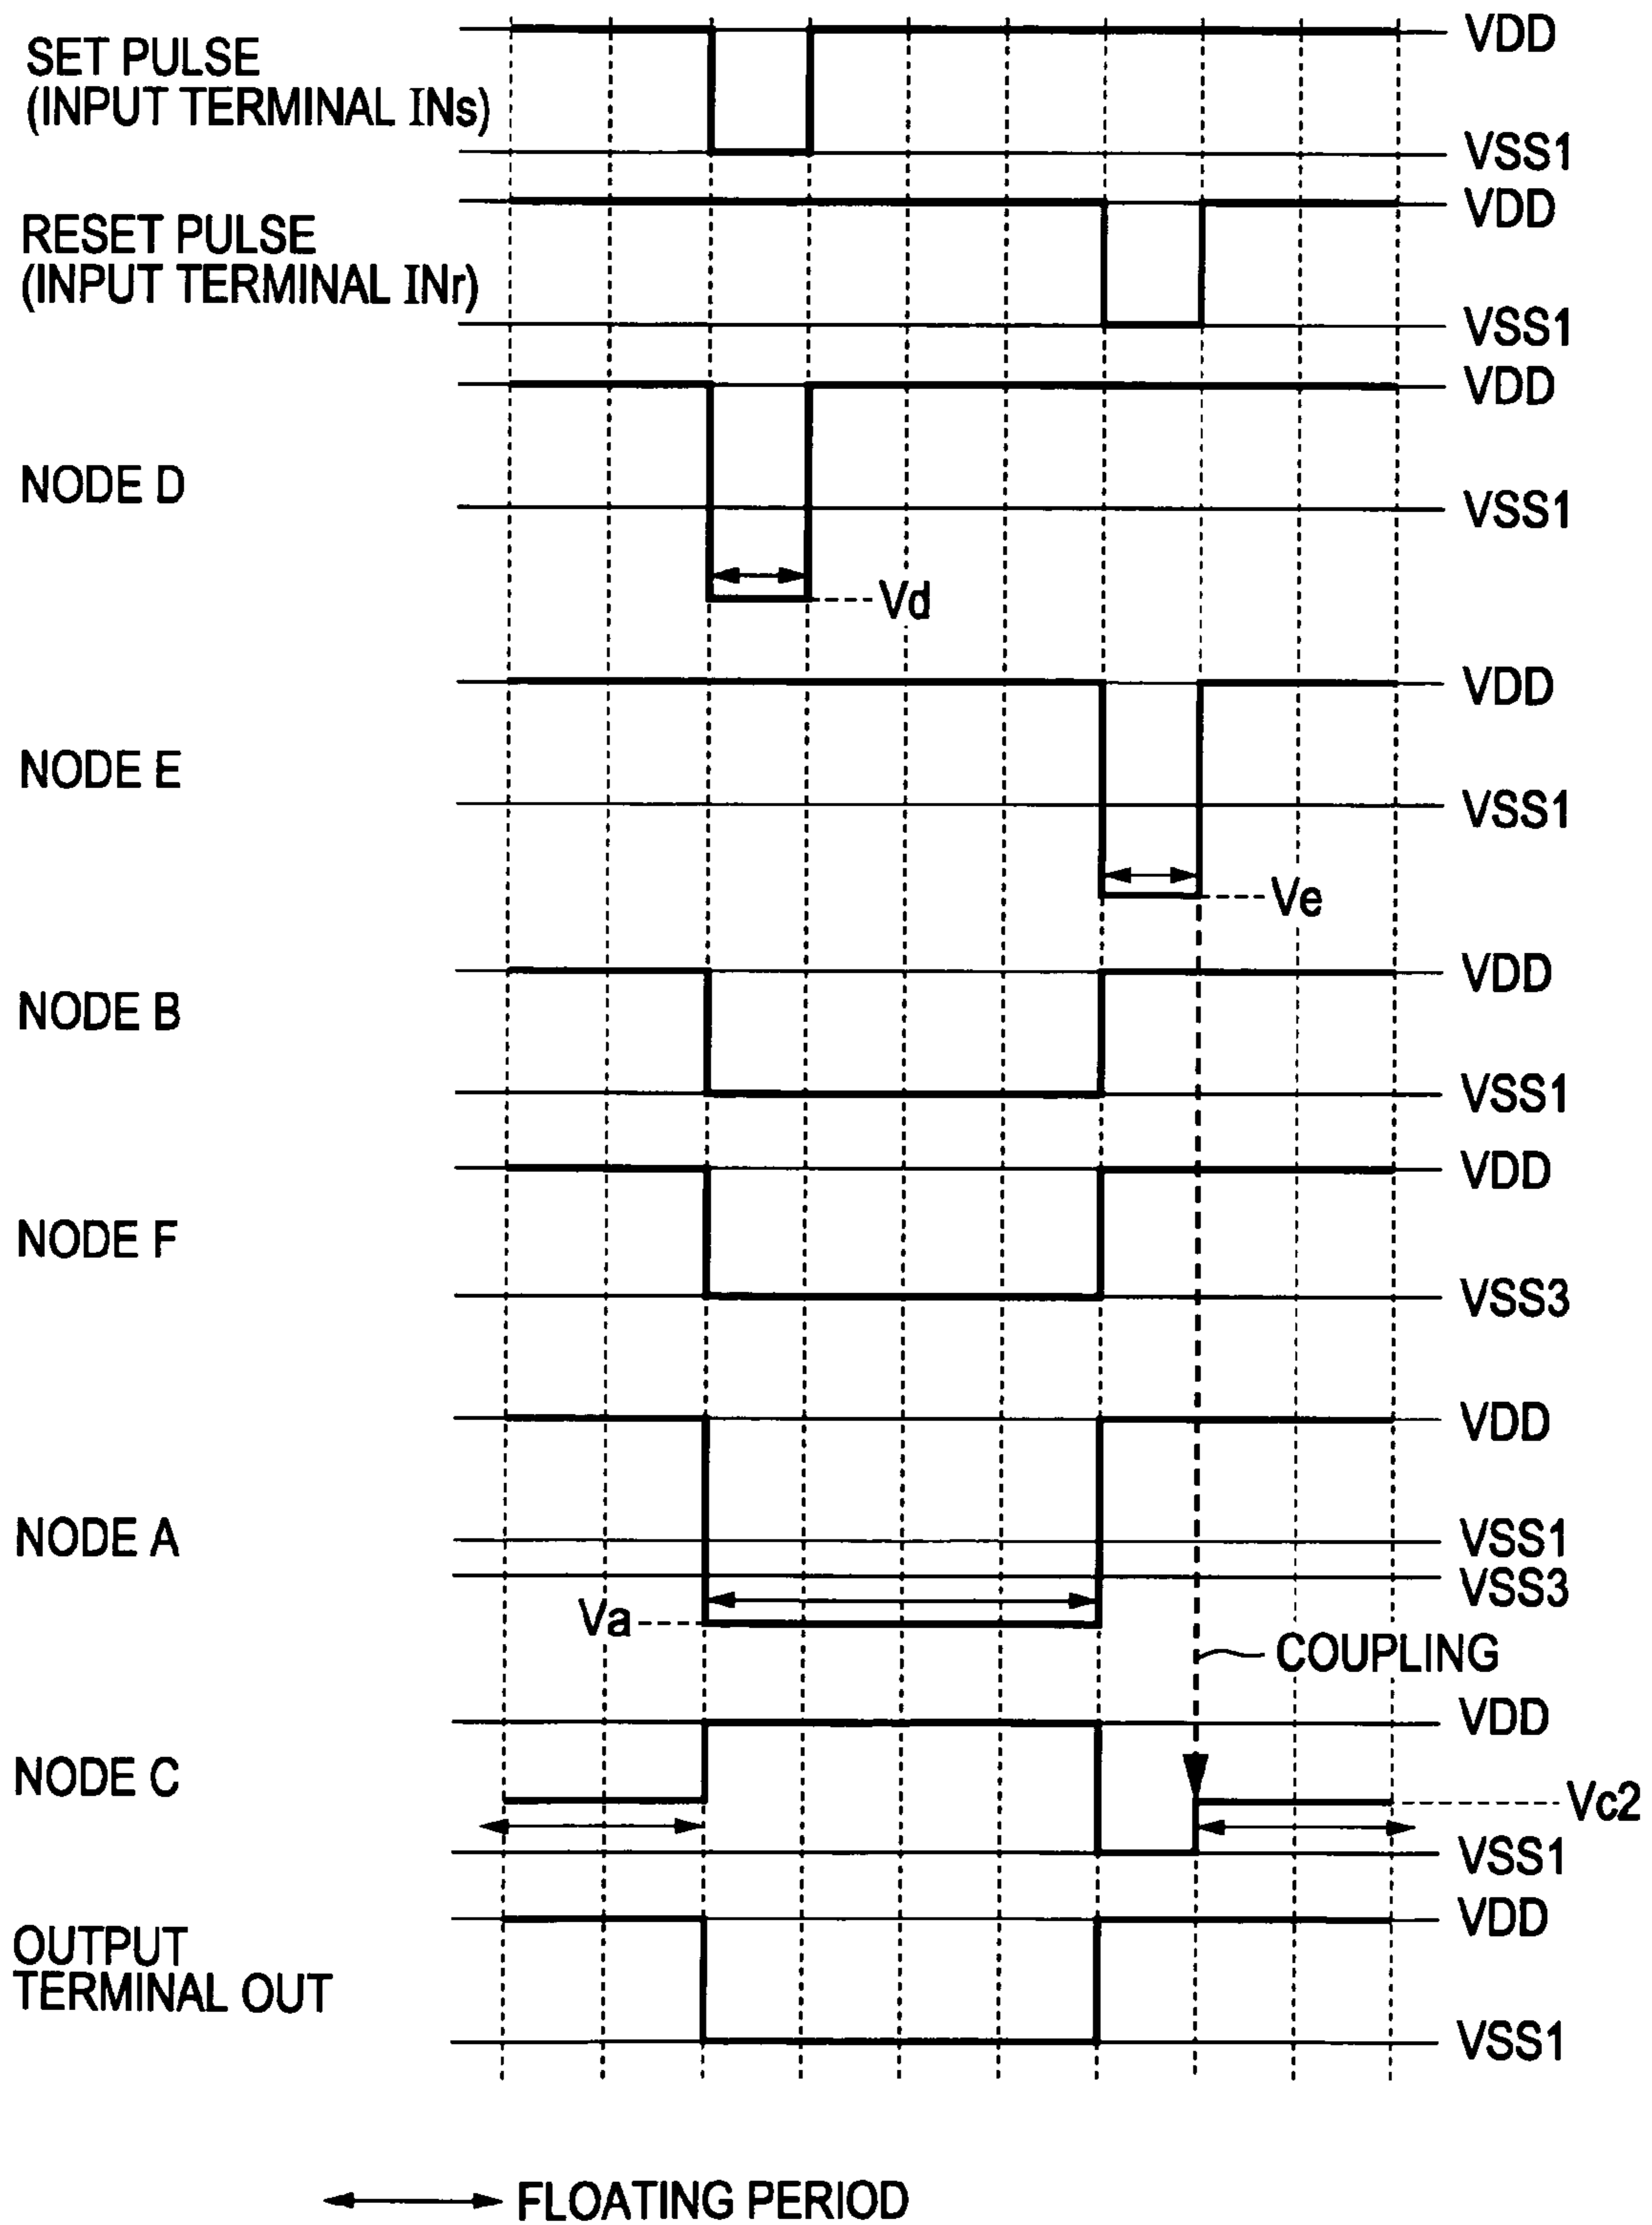 VDD
SET PULSE
(INPUT TERMINAL INs)
VSS1
VDD
RESET PULSE
(INPUT TERMINAL INr)
VSS1
VDD
NODE D
VSS1
Vd
VDD
NODE E
VSS1
Ve
VDD
NODE B
VSS1
VDD
NODE F
VSS3
VDD
NODE A
VSS1
VSS3
Va
COUPLING
VDD
NODE C
Vc2
VSS1
VDD
OUTPUT
TERMINAL OUT
VSS1
FLOATING PERIOD